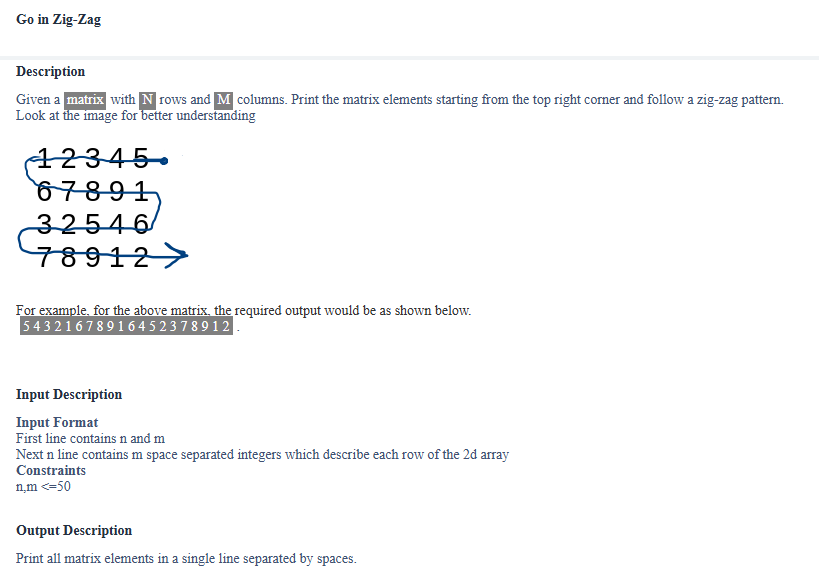 Go in Zig-Zag
Description
Given a matrix with N rows and M columns. Print the matrix elements starting from the top right corner and follow a zig-zag pattern.
Look at the image for better understanding
1 2 3 4 5
6 7 8 9 1
3 2 5 4 6
7 8 9 1 2
For example, for the above matrix, the required output would be as shown below.
5 4 3 2 1 6 7 8 9 1 6 4 5 2 3 7 8 9 1 2 .
Input Description
Input Format
First line contains n and m
Next n line contains m space separated integers which describe each row of the 2d array
Constraints
n,m <=50
Output Description
Print all matrix elements in a single line separated by spaces.